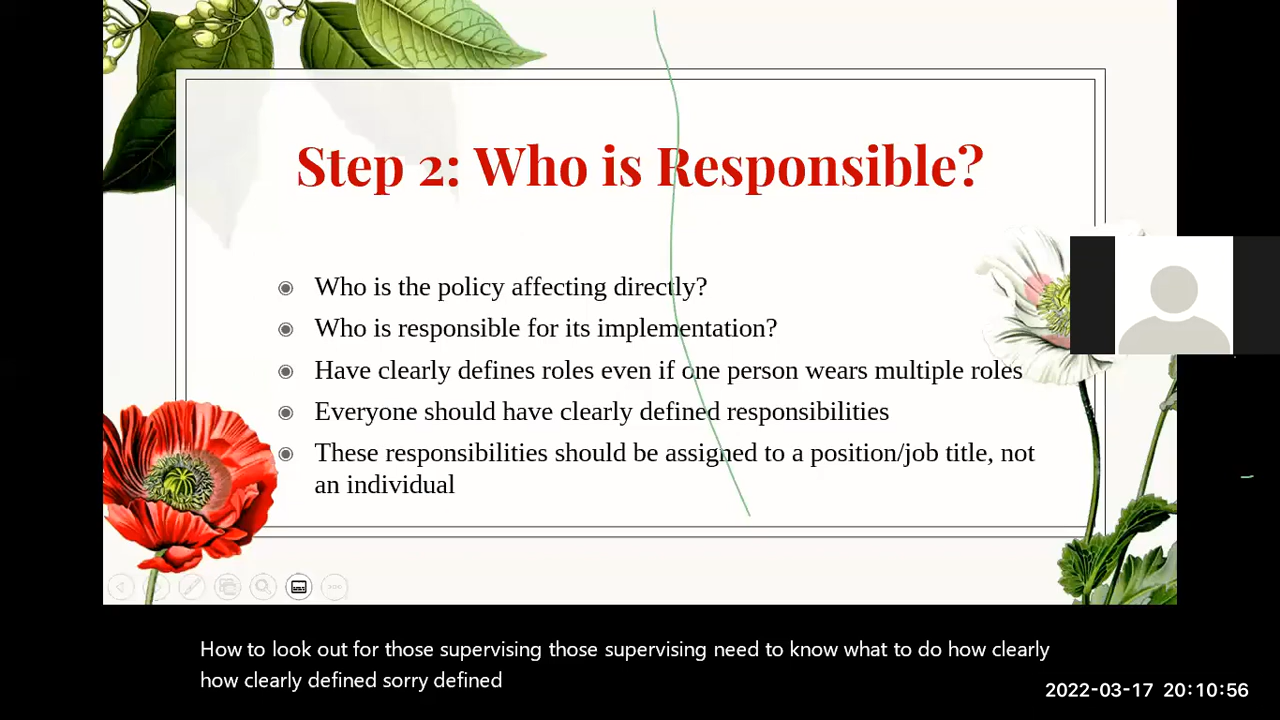 Step 2: Who is Responsible?
Who is the policy affecting directly?
Who is responsible for its implementation?
Have clearly defines roles even if one person wears multiple roles
Everyone should have clearly defined responsibilities
These responsibilities should be assigned to a position/job title, not
an individual
How to look out for those supervising those supervising need to know what to do how clearly
how clearly defined sorry defined
2022-03-17 20:10:56